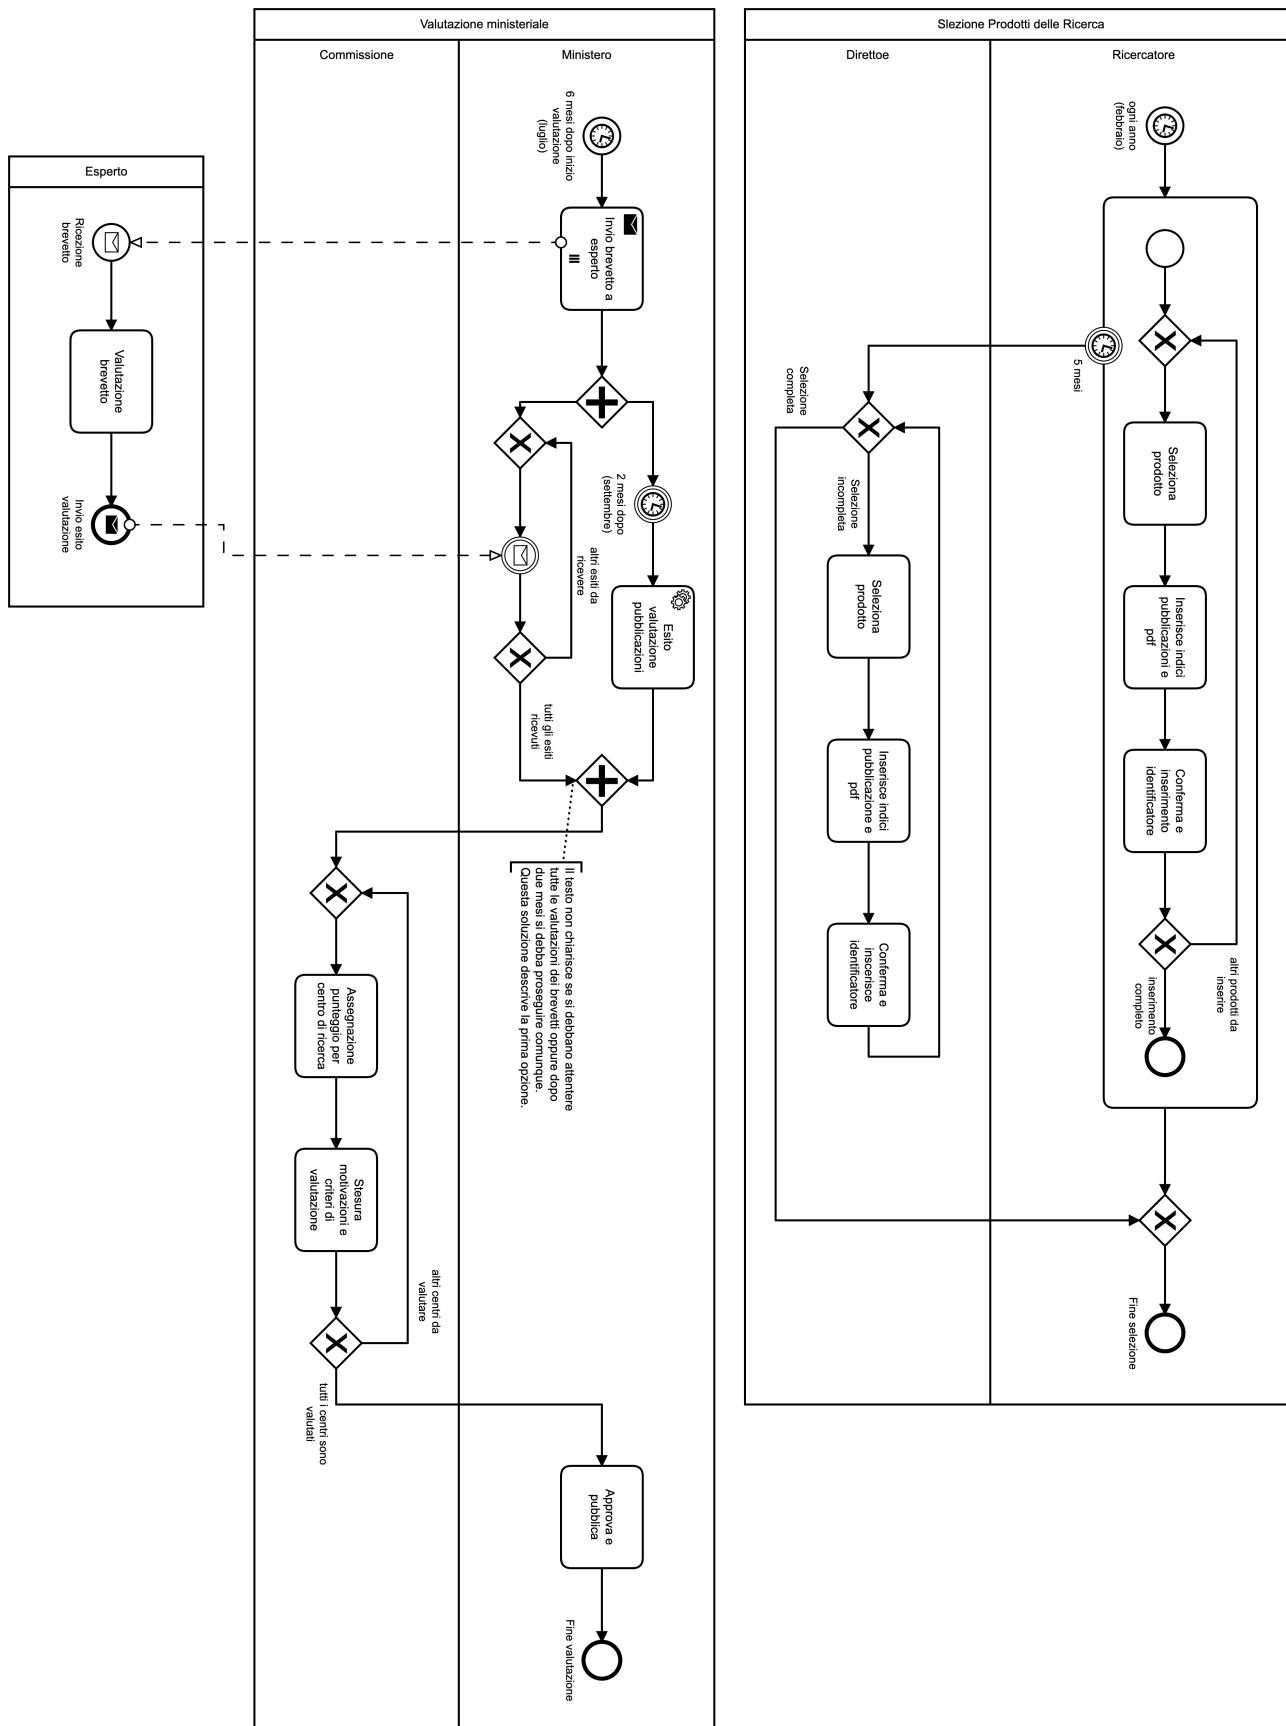 Slezione Prodotti delle Ricerca
Ricercatore
Direttoe
ogni anno
(febbraio)
Seleziona
prodotto
Inserisce indici
pubblicazioni e
pdf
Conferma e
inserimento
identificatore
altri prodotti da
inserire
inserimento
completo
5 mesi
Fine selezione
Selezione
completa
Selezione
incompleta
Seleziona
prodotto
Inserisce indici
pubblicazione e
pdf
Conferma e
inscerisce
identificatore
Valutazione ministeriale
Ministero
Commissione
6 mesi dopo inizio
valutazione
(luglio)
Invio brevetto a
esperto
2 mesi dopo
(settembre)
Esito
valutazione
pubblicazioni
altri esiti da
ricevere
tutti gli esiti
ricevuti
Il testo non chiarisce se si debbano attentere
tutte le valutazioni dei brevetti oppure dopo
due mesi si debba proseguire comunque.
Questa soluzione descrive la prima opzione.
Assegnazione
punteggio per
centro di ricerca
Stesura
motivazioni e
criteri di
valutazione
altri centri da
valutare
tutti i centri sono
valutati
Approva e
pubblica
Fine valutazione
Esperto
Ricezione
brevetto
Valutazione
brevetto
Invio esito
valutazione